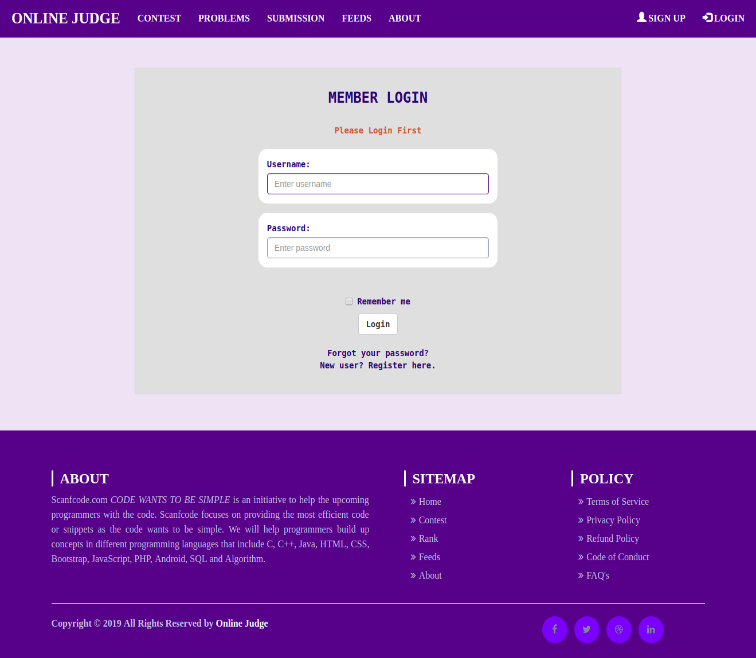 ONLINE JUDGE CONTEST PROBLEMS SUBMISSION FEEDS ABOUT SIGN UP LOGIN
MEMBER LOGIN
Please Login First
Username:
Enter username
Password:
Enter password
Remember me
Login
Forgot your password?
New user? Register here.
ABOUT
Scanfcode.com CODE WANTS TO BE SIMPLE is an initiative to help the upcoming
programmers with the code. Scanfcode focuses on providing the most efficient code
or snippets as the code wants to be simple. We will help programmers build up
concepts in different programming languages that include C, C++, Java, HTML, CSS,
Bootstrap, JavaScript, PHP, Android, SQL and Algorithm.
SITEMAP
Home
Contest
Rank
Feeds
About
POLICY
Terms of Service
Privacy Policy
Refund Policy
Code of Conduct
FAQ's
Copyright © 2019 All Rights Reserved by Online Judge